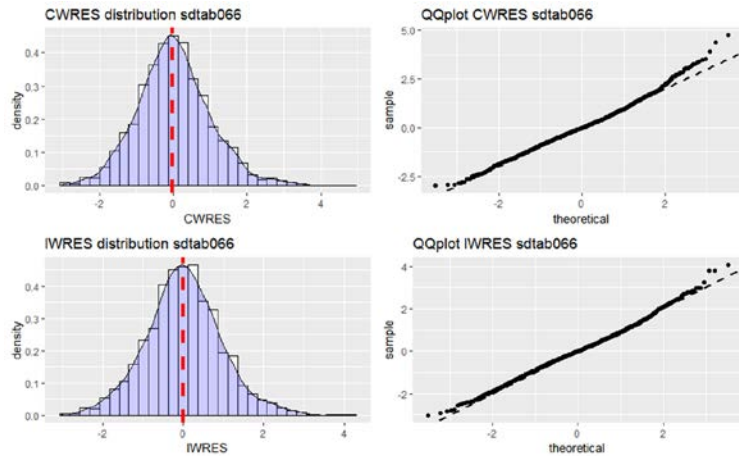 CWRES distribution sdtab066
QQplot CWRES sdtab066
density
0.4
0.3
0.2
0.1
0.0
-2
0
2
4
CWRES
sample
5.0
2.5
0.0
-2.5
-2
0
2
theoretical
IWRES distribution sdtab066
QQplot IWRES sdtab066
density
0.4
0.3
0.2
0.1
0.0
-2
0
2
4
IWRES
sample
4
2
0
-2
-2
0
2
theoretical